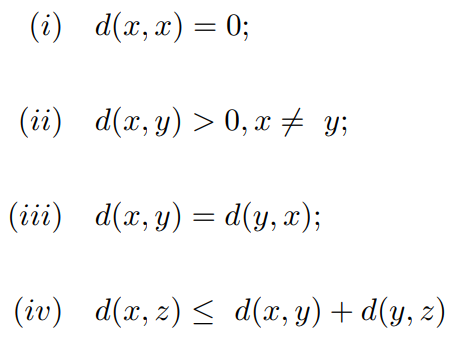 (i) d(x, x) = 0;
(ii) d(x, y) > 0, x ≠ y;
(iii) d(x, y) = d(y, x);
(iv) d(x, z) ≤ d(x, y) + d(y, z)